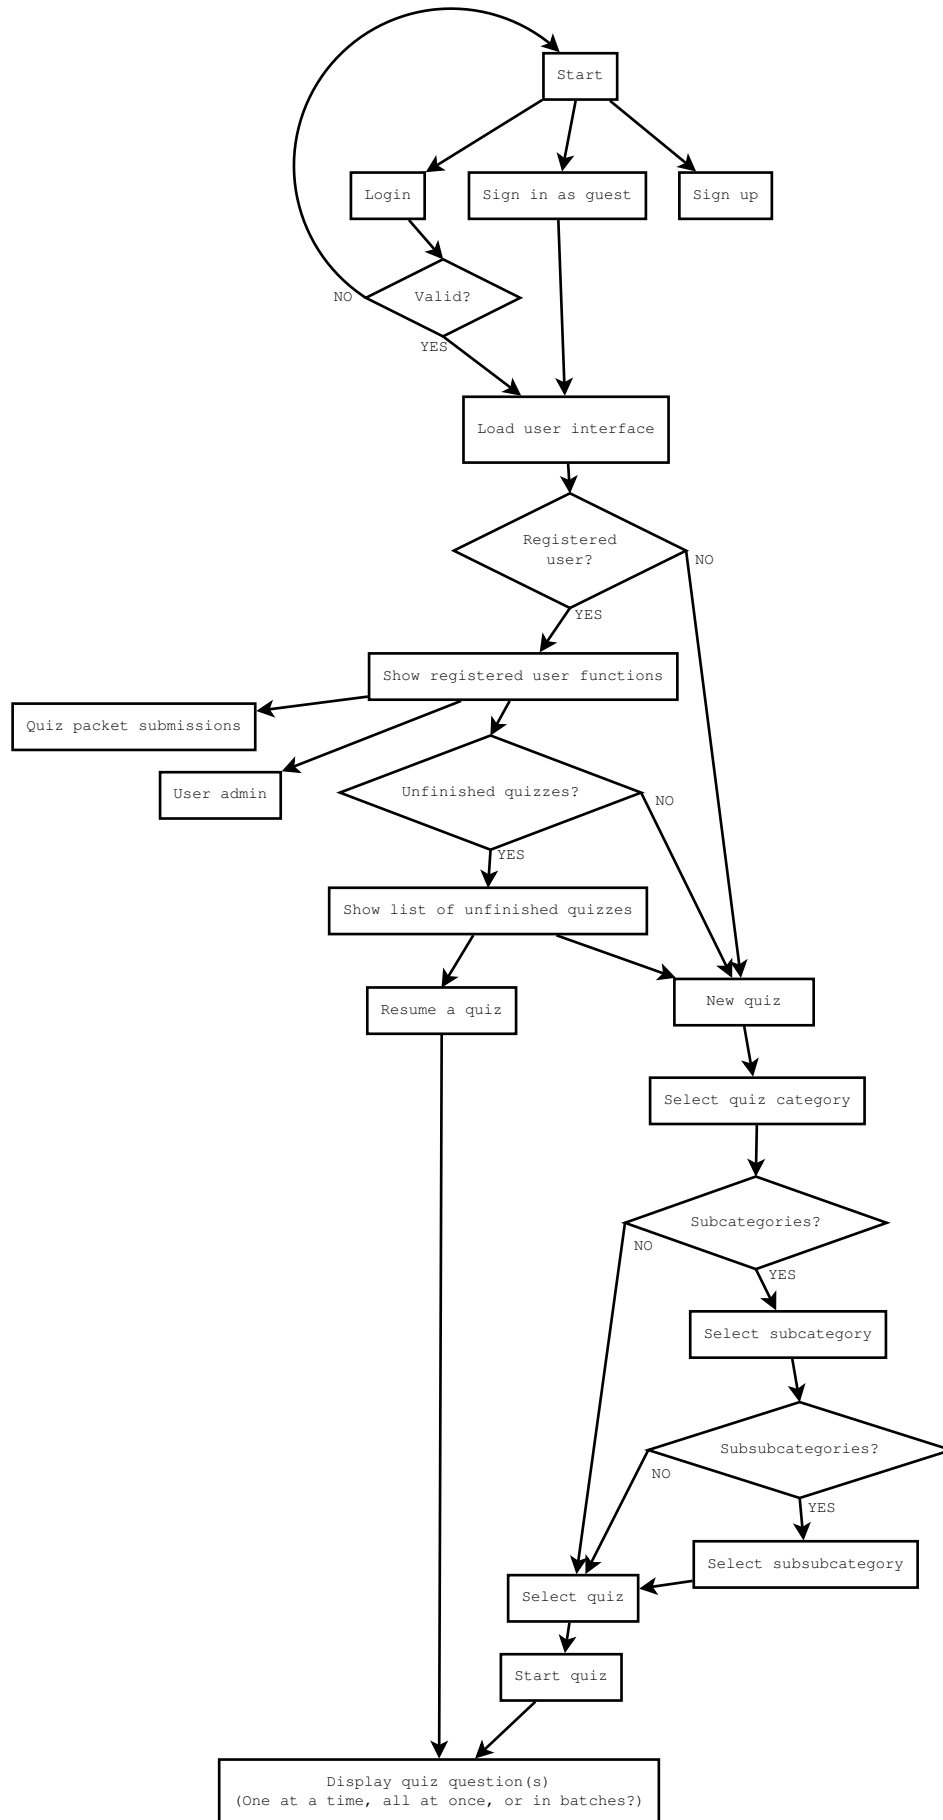 Start
Login
Sign in as guest
Sign up
Valid?
NO
YES
Load user interface
Registered
user?
NO
YES
Show registered user functions
Quiz packet submissions
User admin
Unfinished quizzes?
NO
YES
Show list of unfinished quizzes
Resume a quiz
New quiz
Select quiz category
Subcategories?
NO
YES
Select subcategory
Subsubcategories?
NO
YES
Select subsubcategory
Select quiz
Start quiz
Display quiz question(s)
(One at a time, all at once, or in batches?)